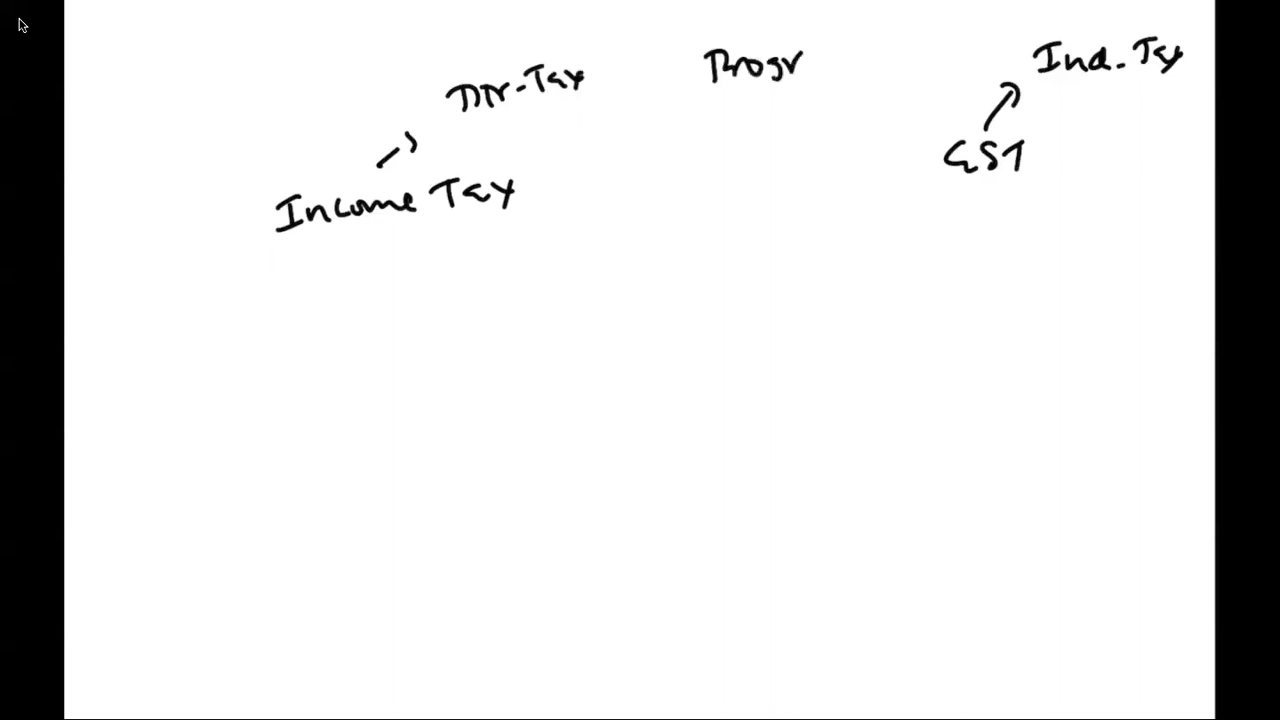 Dir-Tax
Progr
Ind. Tax
GST
Income Tax